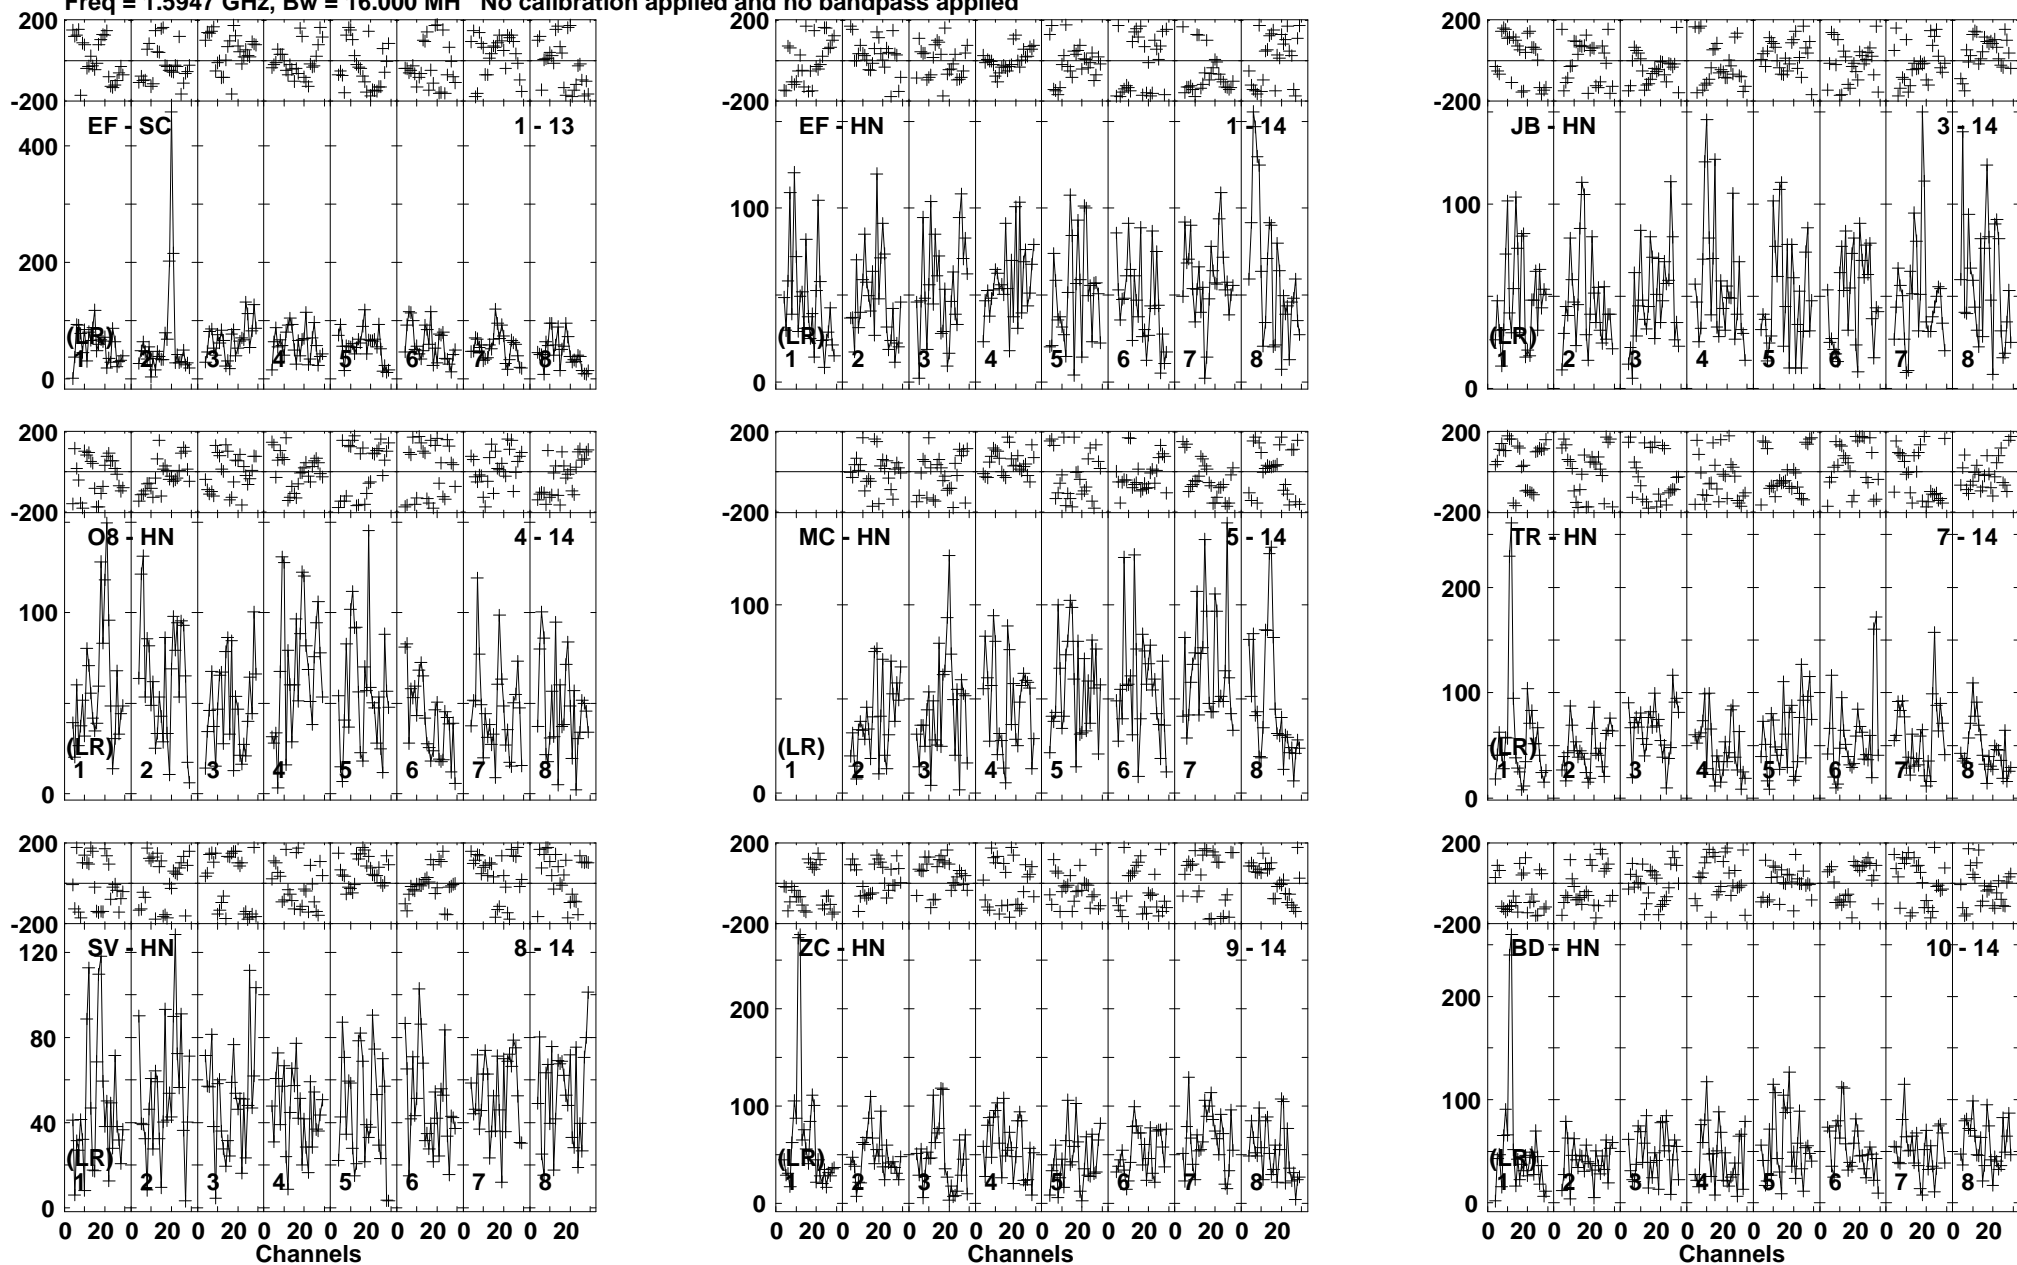 Freq = 1.5947 GHz, Bw = 16.000 MH No calibration applied and no bandpass applied
200 200 200
-200 -200 -200
EF - SC 1 - 13 EF - HN 1 - 14 JB - HN 3 - 14
400
200 100 100
(LR) (LR) (LR)
1 2 3 4 5 6 7 8 1 2 3 4 5 6 7 8 1 2 3 4 5 6 7 8
0 0 0
200 200 200
-200 -200 -200
O8 - HN 4 - 14 MC - HN 5 - 14 TR - HN 7 - 14
100 100 200
100
(LR) (LR) (LR)
1 2 3 4 5 6 7 8 1 2 3 4 5 6 7 8 1 2 3 4 5 6 7 8
0 0 0
200 200 200
-200 -200 -200
SV - HN 8 - 14 ZC - HN 9 - 14 BD - HN 10 - 14
120
80 200 200
40 100 100
(LR) (LR) (LR)
1 2 3 4 5 6 7 8 1 2 3 4 5 6 7 8 1 2 3 4 5 6 7 8
0 0 0
0 20 0 20 0 20 0 20 0 20 0 20 0 20 0 20 0 20 0 20 0 20 0 20 0 20 0 20 0 20 0 20 0 20 0 20 0 20 0 20 0 20 0 20 0 20 0 20
Channels Channels Channels